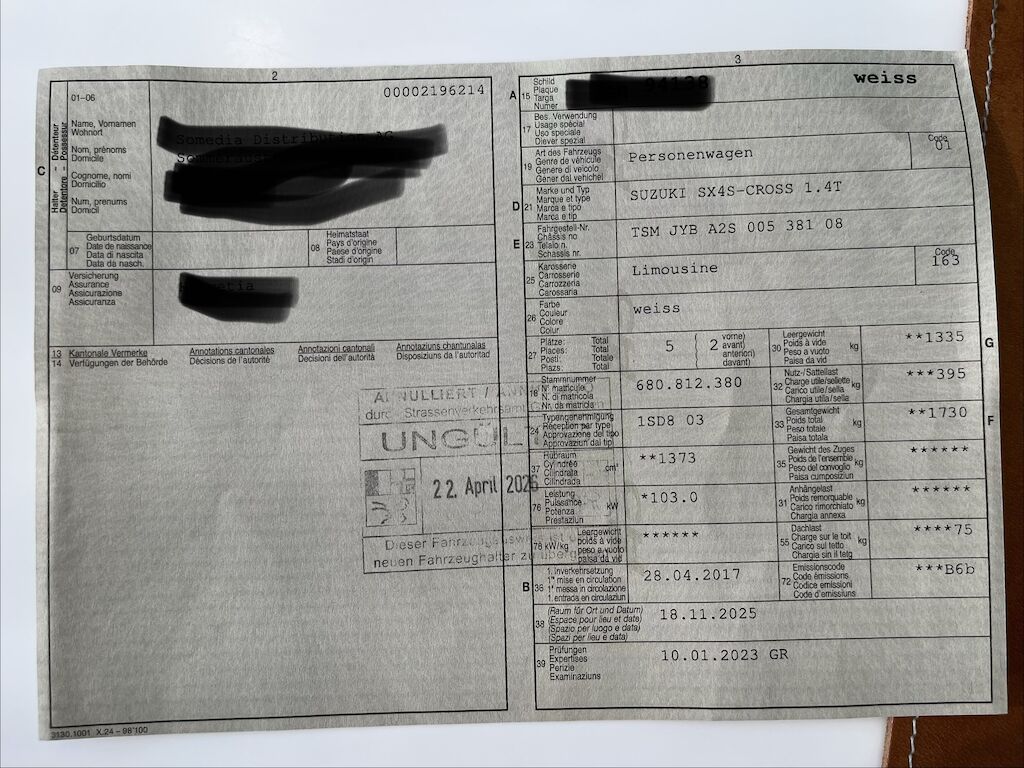 2
01–06
00002196214
C
Halter – Détenteur
Detentore – Possessur
Name, Vornamen
Wohnort
Nom, prénoms
Domicile
Cognome, nomi
Domicilio
Num, prenums
Domicil
07
Geburtsdatum
Date de naissance
Data di nascita
Data da nasch.
08
Heimatstaat
Pays d'origine
Paese d'origine
Stadi d'origin
09
Versicherung
Assurance
Assicurazione
Assicuranza
13 Kantonale Vermerke
14 Verfügungen der Behörde
Annotations cantonales
Décisions de l'autorité
Annotazioni cantonali
Decisioni dell'autorità
Annotaziuns chantunalas
Disposiziuns da l'autoritad
ANNULLIERT /
durch Strassenverkehrsamt
UNGÜLT
22. April 2026
Dieser Fahrzeugausweis ist
neuen Fahrzeughalter zu
3130.1001 X.24 – 98'100
3
A 15
Schild
Plaque
Targa
Numer
weiss
17
Bes. Verwendung
Usage spécial
Uso speciale
Diever spezial
19
Art des Fahrzeugs
Genre de véhicule
Genere di veicolo
Gener dal vehichel
Personenwagen
Code
01
D 21
Marke und Typ
Marque et type
Marca e tipo
Marca e tip
SUZUKI SX4S-CROSS 1.4T
E 23
Fahrgestell-Nr.
Châssis no
Telaio n.
Schassis nr.
TSM JYB A2S 005 381 08
25
Karosserie
Carrosserie
Carrozzeria
Carossaria
Limousine
Code
163
26
Farbe
Couleur
Colore
Colur
weiss
27
Plätze: Total
Places: Total
Posti: Totale
Plazs: Total
5
2
vorne)
avant)
anteriori)
davant)
30
Leergewicht
Poids à vide
Peso a vuoto
Paisa da vid
kg
**1335
G
18
Stammnummer
N° matricule
N. di matricola
Nr. da matricla
680.812.380
32
Nutz-/Sattellast
Charge utile/sellette
Carico utile/sella
Chargia utila/sella
kg
***395
24
Typengenehmigung
Réception par type
Approvazione del tipo
Approvaziun dal tip
1SD8 03
33
Gesamtgewicht
Poids total
Peso totale
Paisa totala
kg
**1730
F
37
Hubraum
Cylindrée
Cilindrata
Cilindrada
cm³
**1373
35
Gewicht des Zuges
Poids de l'ensemble
Peso del convoglio
Paisa cumposiziun
kg
******
76
Leistung
Puissance
Potenza
Prestaziun
kW
*103.0
31
Anhängelast
Poids remorquable
Carico rimorchiato
Chargia annexa
kg
******
78 kW/kg
Leergewicht
poids à vide
peso a vuoto
paisa da vid
******
55
Dachlast
Charge sur le toit
Carico sul tetto
Chargia sin il tetg
kg
****75
B 36
1. Inverkehrsetzung
1re mise en circulation
1a messa in circolazione
1. entrada en circulaziun
28.04.2017
72
Emissionscode
Code émissions
Codice emissioni
Code d'emissiuns
***B6b
38
(Raum für Ort und Datum)
(Espace pour lieu et date)
(Spazio per luogo e data)
(Spazi per lieu e data)
18.11.2025
39
Prüfungen
Expertises
Perizie
Examinaziuns
10.01.2023 GR